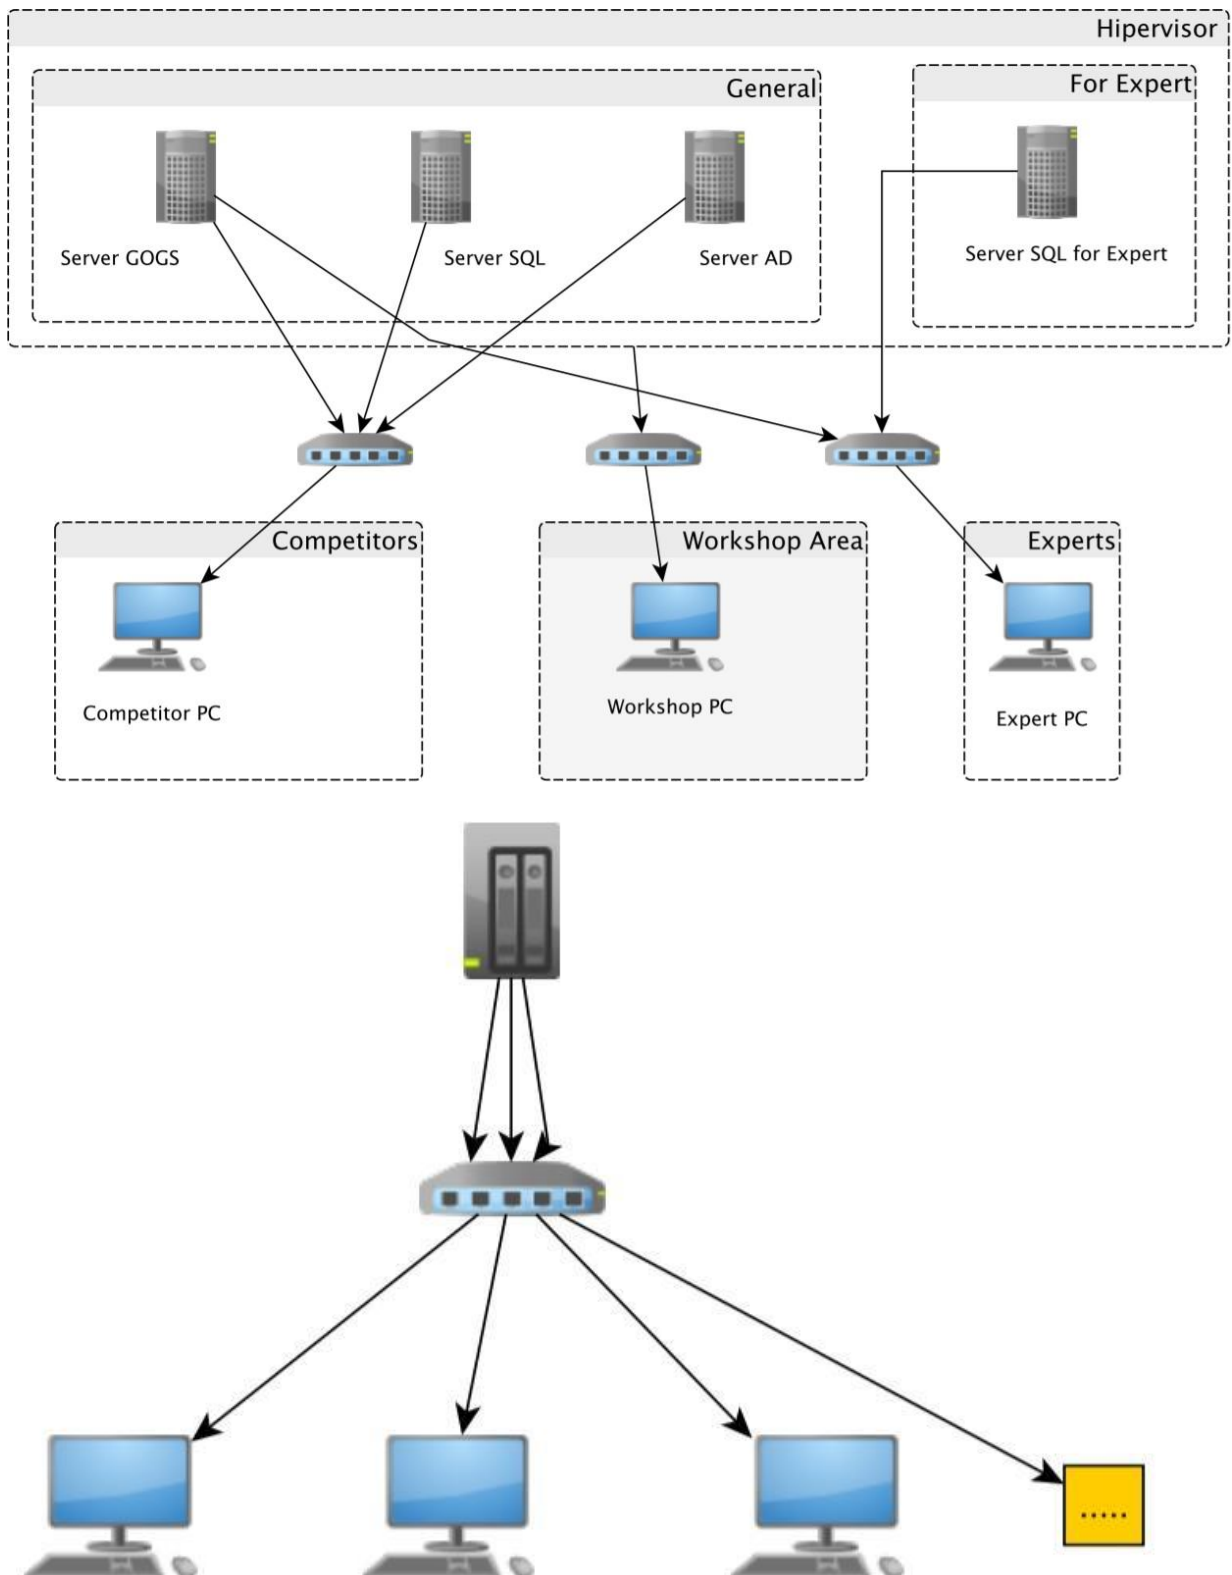 Hipervisor
General
For Expert
Server GOGS
Server SQL
Server AD
Server SQL for Expert
Competitors
Workshop Area
Experts
Competitor PC
Workshop PC
Expert PC
.....